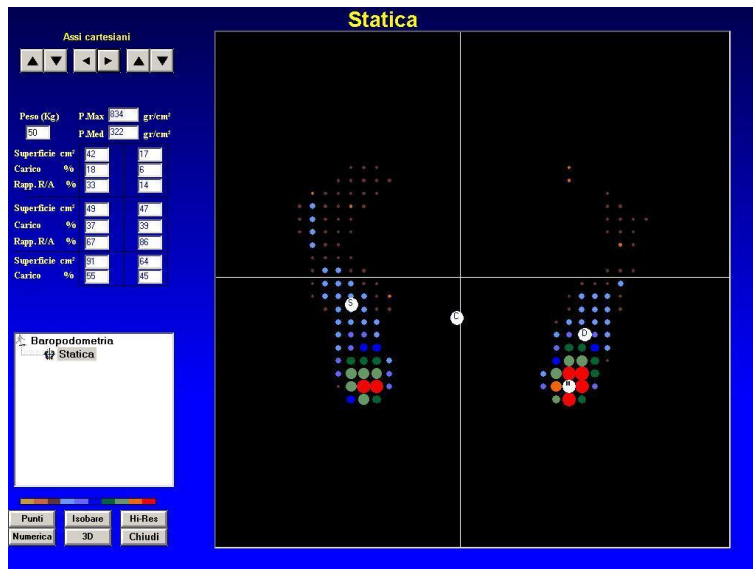 Statica
Assi cartesiani
Peso (Kg) P.Max 834 gr/cm²
50 P.Med 322 gr/cm²
Superficie cm² 42 17
Carico % 18 6
Rapp. R/A % 33 14
Superficie cm² 49 47
Carico % 37 39
Rapp. R/A % 67 86
Superficie cm² 91 64
Carico % 55 45
S
C
D
M
Baropodometria
Statica
Punti Isobare Hi-Res
Numerica 3D Chiudi